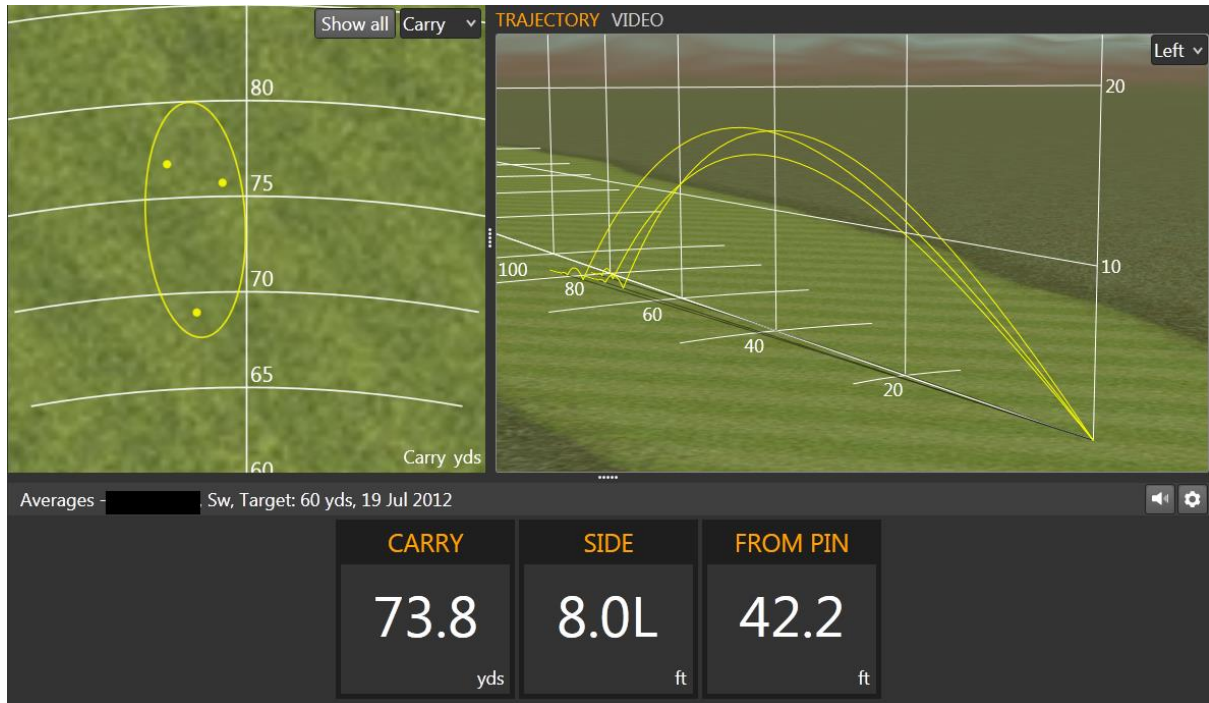 Show all Carry
80
75
70
65
60
Carry yds
TRAJECTORY VIDEO
Left
20
10
100
80
60
40
20
Averages - , Sw, Target: 60 yds, 19 Jul 2012
CARRY
73.8
yds
SIDE
8.0L
ft
FROM PIN
42.2
ft